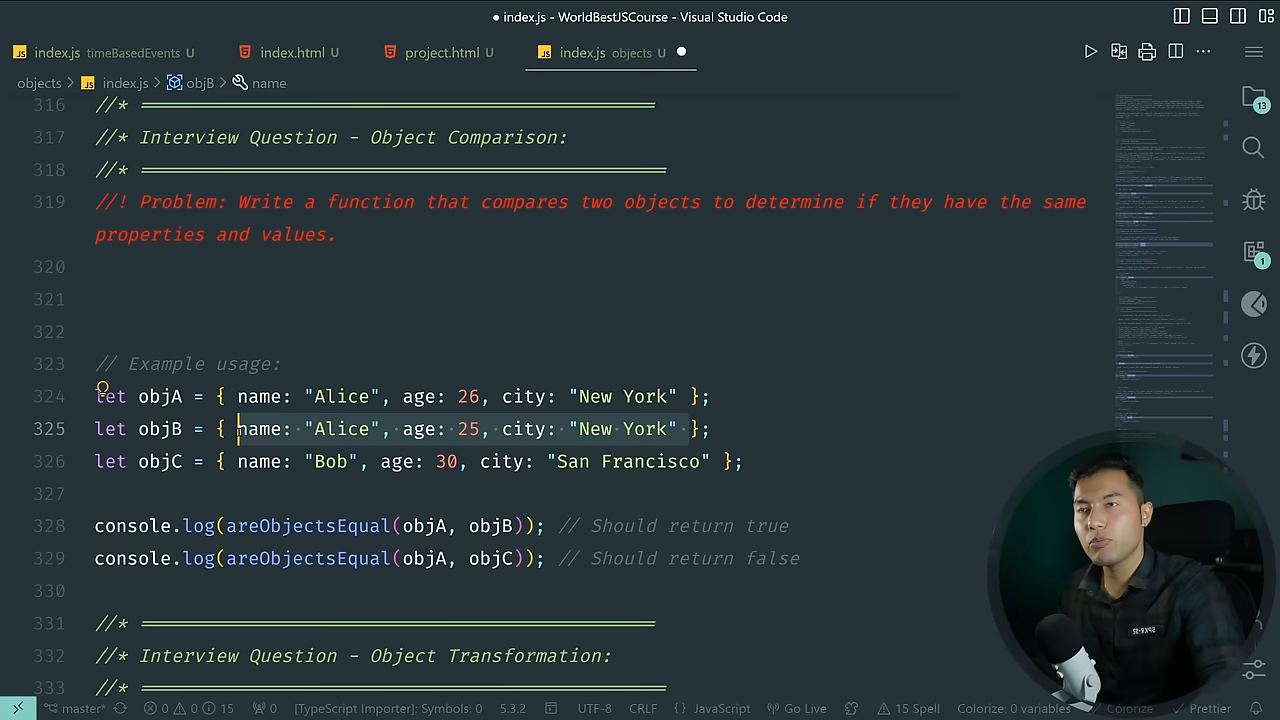 index.js - WorldBestJSCourse - Visual Studio Code
JS index.js timeBasedEvents U
index.html U
project.html U
JS index.js objects U
objects > JS index.js > objB > name
316 //* ═══════════════════════════════
317 //* Interview Question - Object Comparison:
318 //* ════════════════════════════════
319 //! Problem: Write a function that compares two objects to determine if they have the same
properties and values.
320
321
322
323 // Example usage:
324 let objA = { name: "Alice", age: 26, city: "New York" };
325 let objB = { name: "Alice", age: 25, city: "New York" };
326 let objC = { name: "Bob", age: 30, city: "San Francisco" };
327
328 console.log(areObjectsEqual(objA, objB)); // Should return true
329 console.log(areObjectsEqual(objA, objC)); // Should return false
330
331 //* ═══════════════════════════════
332 //* Interview Question - Object Transformation:
333 //* ════════════════════════════════
13
1
master* 0 0 15 0 [TypeScript Importer]: Symbols: 0 5.3.2 UTF-8 CRLF {} JavaScript Go Live 15 Spell Colorize: 0 variables Colorize Prettier